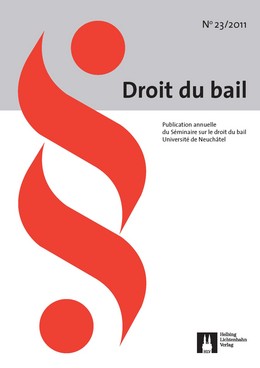 No 23/2011
Droit du bail
Publication annuelle
du Séminaire sur le droit du bail
Université de Neuchâtel
Helbing
Lichtenhahn
Verlag